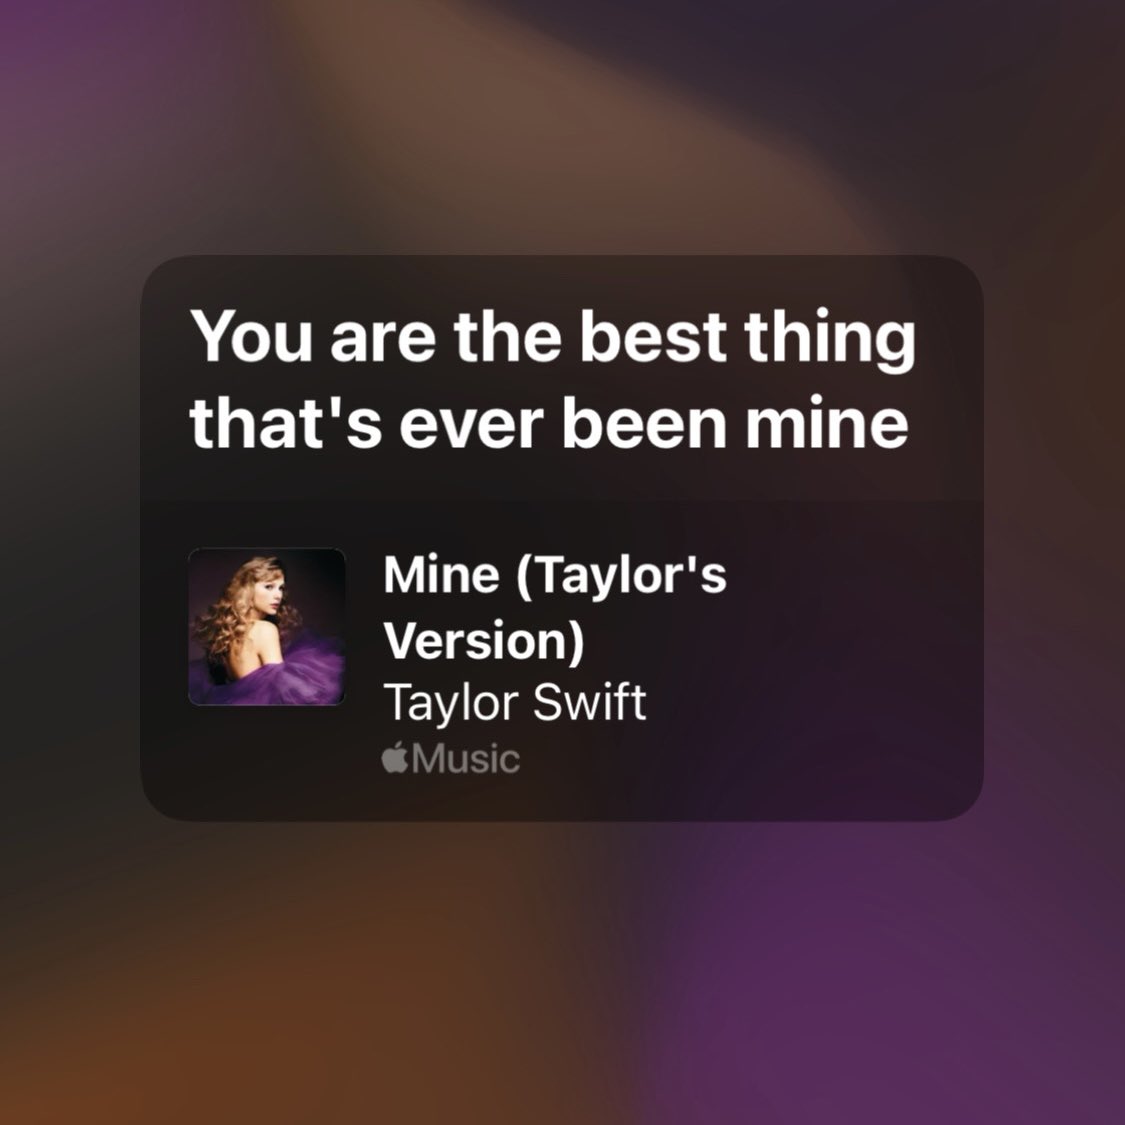 You are the best thing
that's ever been mine
Mine (Taylor's
Version)
Taylor Swift
Music